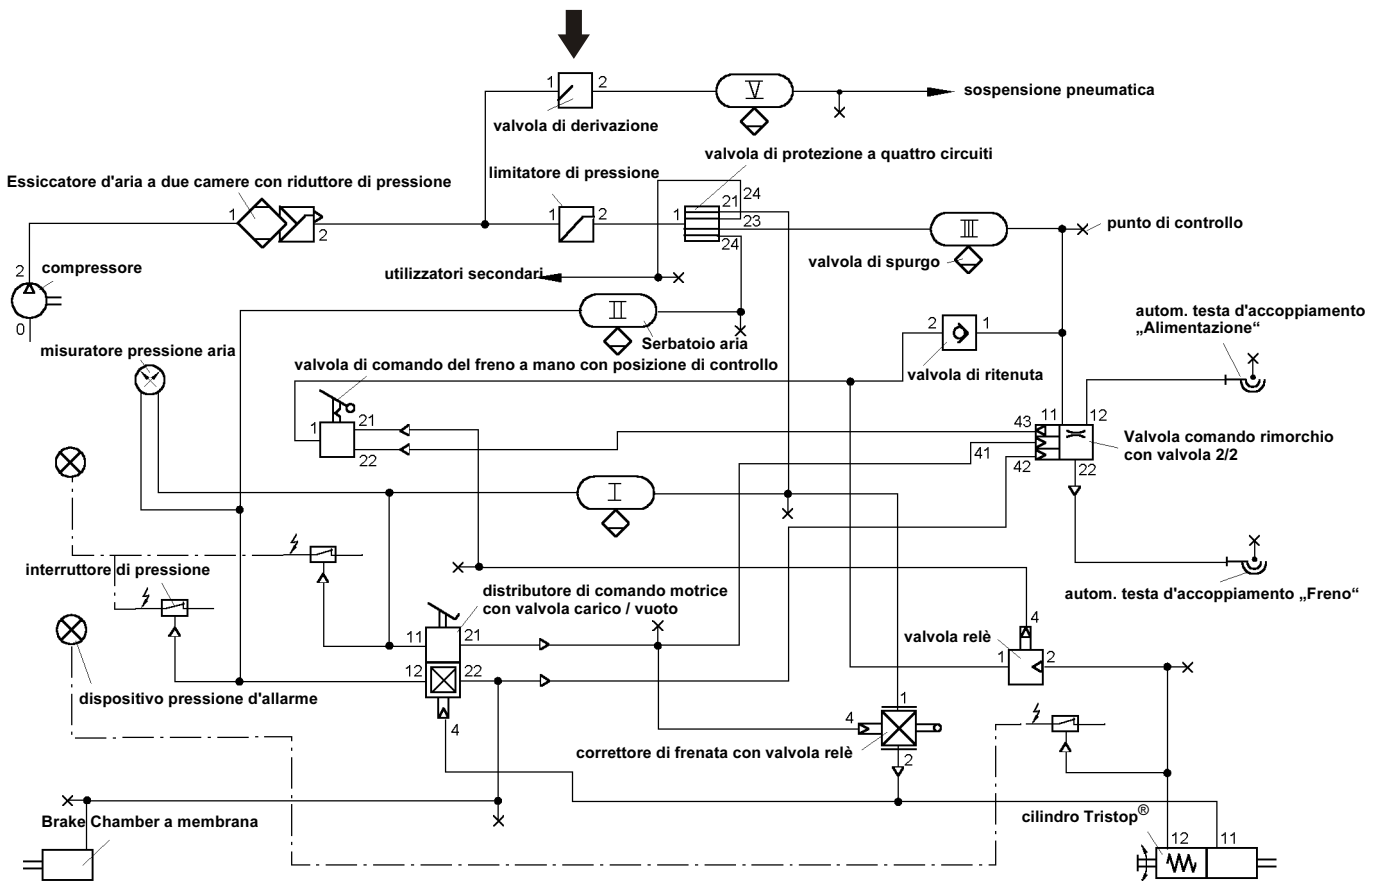 1 2
V
sospensione pneumatica
valvola di derivazione
valvola di protezione a quattro circuiti
Essiccatore d'aria a due camere con riduttore di pressione
limitatore di pressione
1 2
1 2
1 21 24
23
24
III
punto di controllo
valvola di spurgo
utilizzatori secondari
2 compressore
0
II
Serbatoio aria
2 1
valvola di ritenuta
autom. testa d'accoppiamento
„Alimentazione“
misuratore pressione aria
valvola di comando del freno a mano con posizione di controllo
1 21
22
43 11 12
41
42 22
Valvola comando rimorchio
con valvola 2/2
I
interruttore di pressione
autom. testa d'accoppiamento „Freno“
distributore di comando motrice
con valvola carico / vuoto
11 21
12 22
4
valvola relè
4
1 2
dispositivo pressione d'allarme
1
4
2
correttore di frenata con valvola relè
Brake Chamber a membrana
cilindro Tristop®
12 11